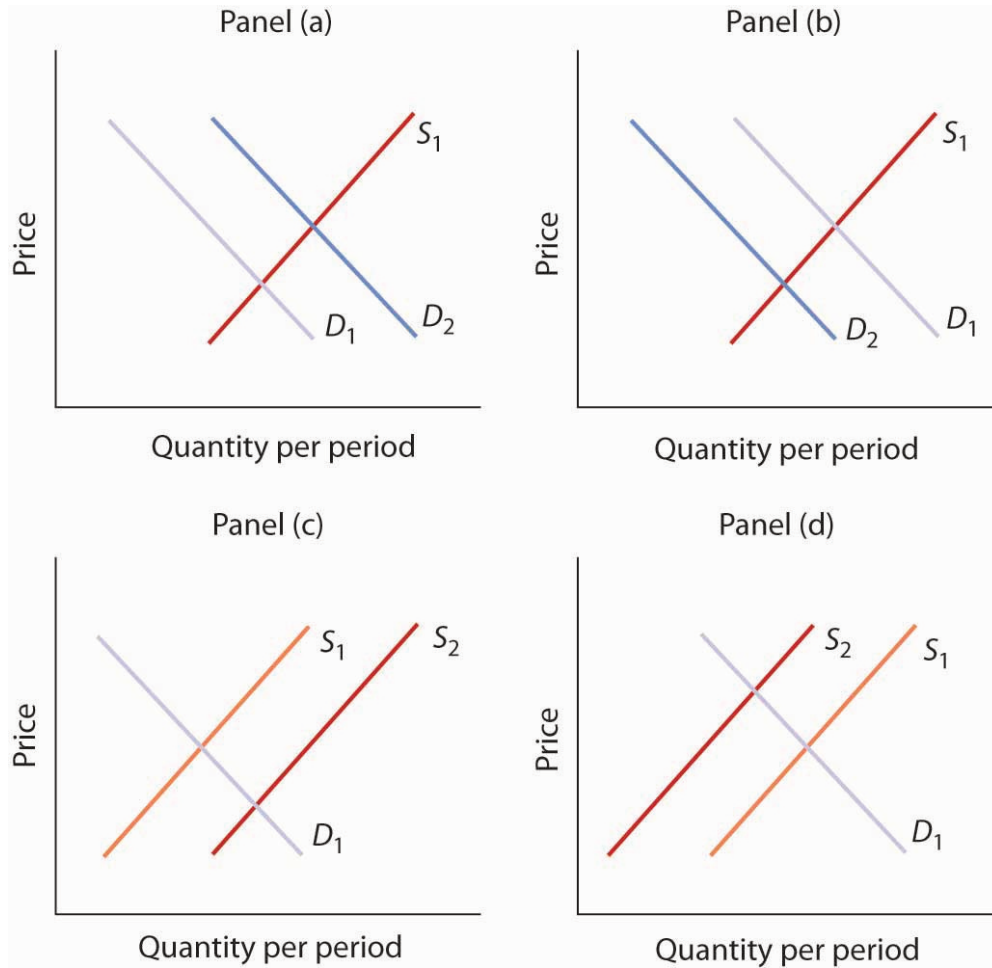 Panel (a)
Price
S1
D1
D2
Quantity per period
Panel (b)
Price
S1
D2
D1
Quantity per period
Panel (c)
Price
S1
S2
D1
Quantity per period
Panel (d)
Price
S2
S1
D1
Quantity per period